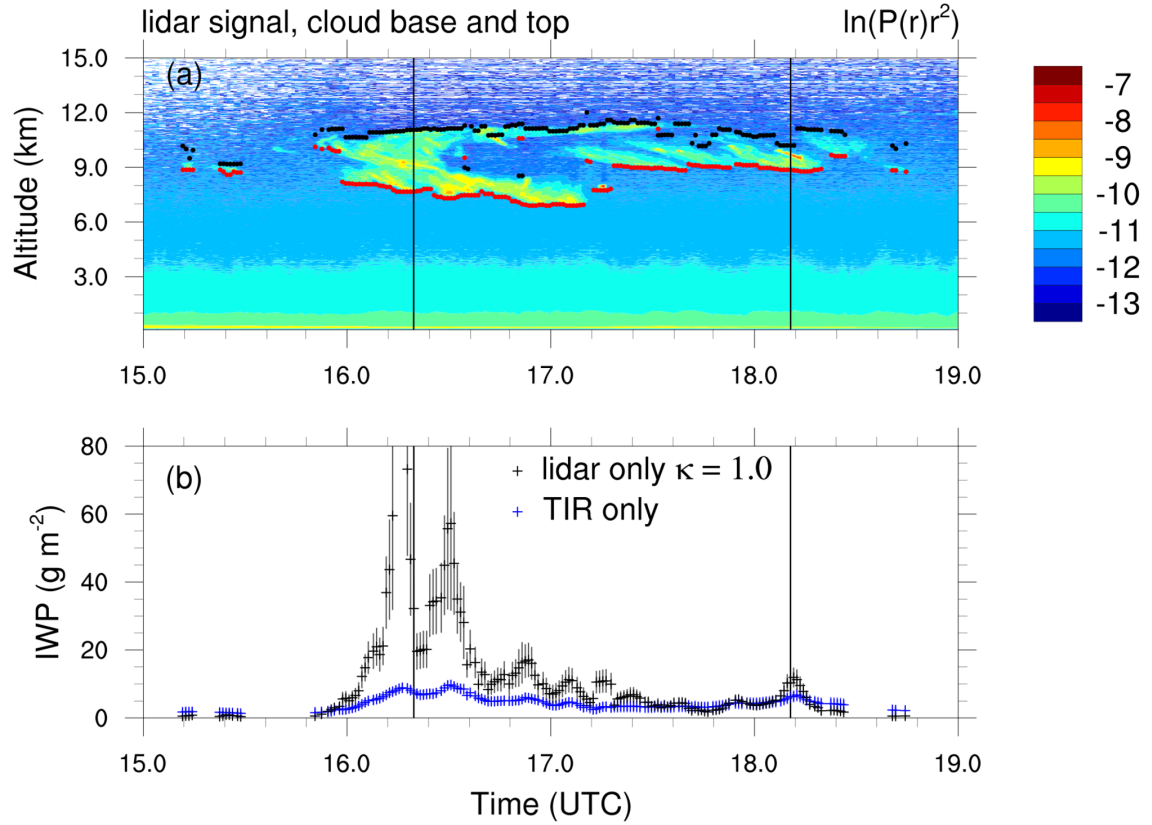 lidar signal, cloud base and top
ln(P(r)r²)
(a)
Altitude (km)
15.0
12.0
9.0
6.0
3.0
15.0 16.0 17.0 18.0 19.0
-7
-8
-9
-10
-11
-12
-13
(b)
lidar only κ = 1.0
TIR only
IWP (g m⁻²)
80
60
40
20
0
15.0 16.0 17.0 18.0 19.0
Time (UTC)